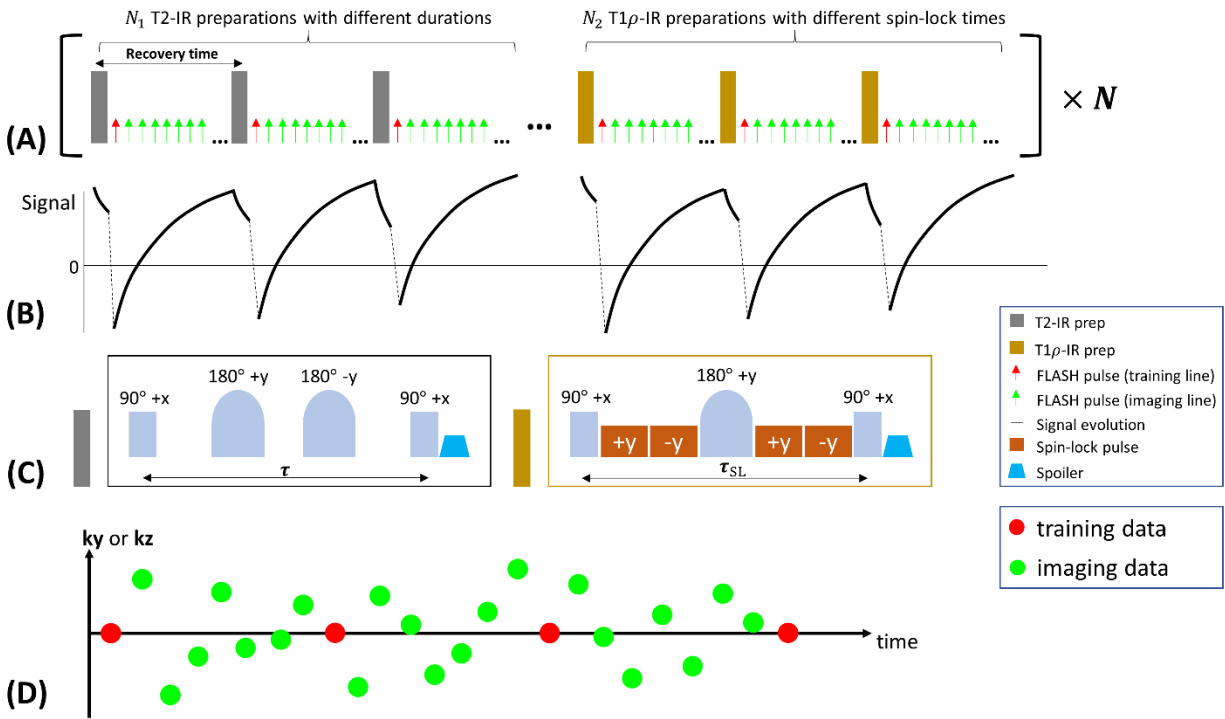 N₁ T2-IR preparations with different durations
N₂ T1ρ-IR preparations with different spin-lock times
Recovery time
... ... ... ... ... ... ...
× N
(A)
Signal
0
(B)
T2-IR prep
T1ρ-IR prep
FLASH pulse (training line)
FLASH pulse (imaging line)
Signal evolution
Spin-lock pulse
Spoiler
90° +x
180° +y
180° -y
90° +x
τ
90° +x
180° +y
90° +x
+y
-y
+y
-y
τSL
(C)
training data
imaging data
ky or kz
time
(D)